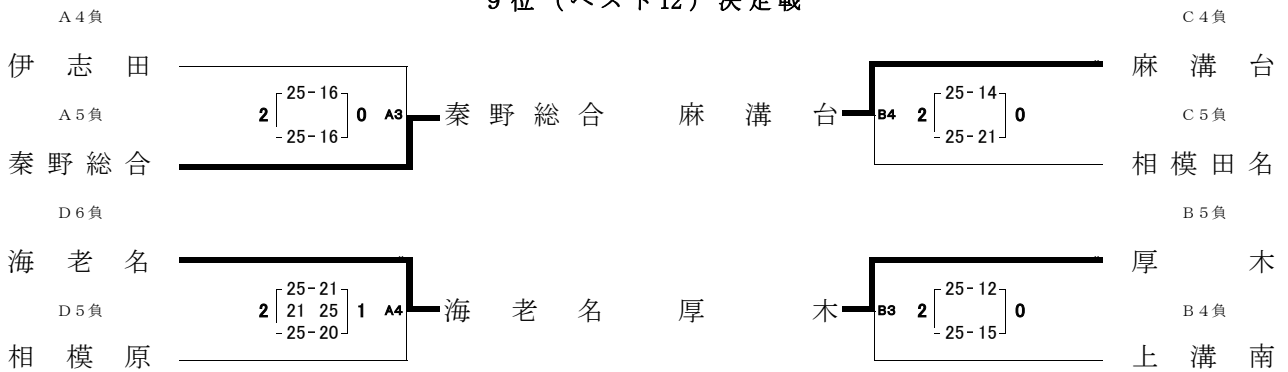 9 位 (ベスト12) 決定戦
A4負
C4負
伊志田
麻溝台
25-16
2 0 A3
25-16
秦野総合
麻溝台
25-14
B4 2 0
25-21
A5負
C5負
秦野総合
相模田名
D6負
B5負
海老名
厚木
25-21
2 21 25 1 A4
25-20
海老名
厚木
25-12
B3 2 0
25-15
D5負
B4負
相模原
上溝南